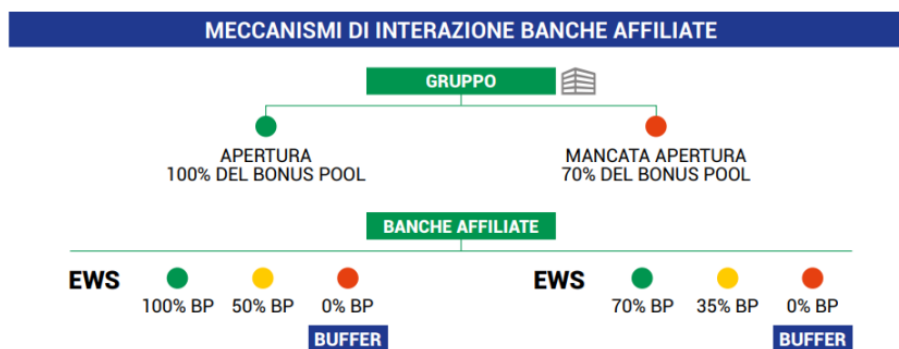 MECCANISMI DI INTERAZIONE BANCHE AFFILIATE
GRUPPO
APERTURA
100% DEL BONUS POOL
MANCATA APERTURA
70% DEL BONUS POOL
BANCHE AFFILIATE
EWS
100% BP
50% BP
0% BP
BUFFER
EWS
70% BP
35% BP
0% BP
BUFFER